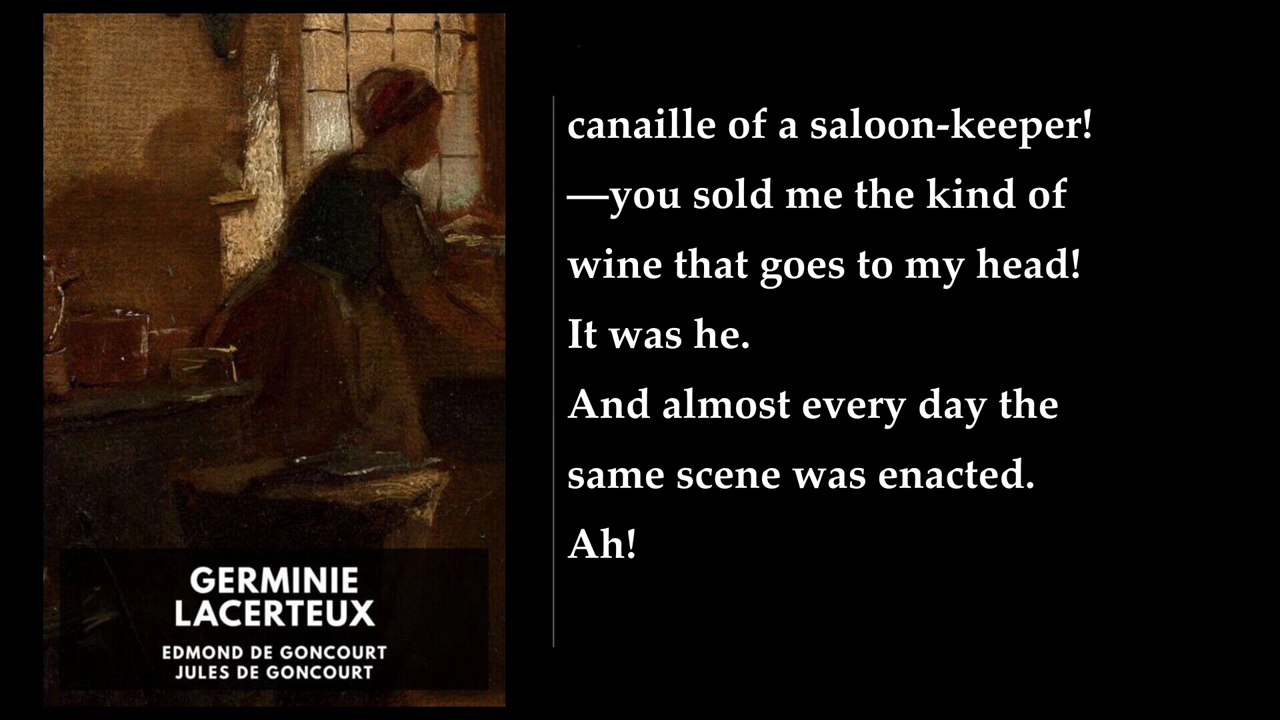 canaille of a saloon-keeper!
—you sold me the kind of
wine that goes to my head!
It was he.
And almost every day the
same scene was enacted.
Ah!
GERMINIE
LACERTEUX
EDMOND DE GONCOURT
JULES DE GONCOURT